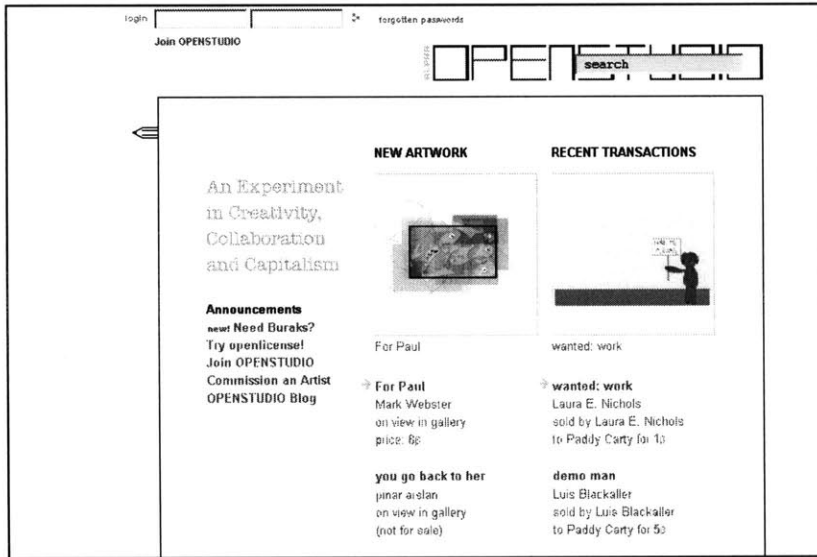 login
forgotten passwords
Join OPENSTUDIO
OPENSTUDIO
search
An Experiment
in Creativity,
Collaboration
and Capitalism
Announcements
new! Need Buraks?
Try openlicense!
Join OPENSTUDIO
Commission an Artist
OPENSTUDIO Blog
NEW ARTWORK
For Paul
For Paul
Mark Webster
on view in gallery
price: 6
you go back to her
pinar
on view in gallery
(not for sale)
RECENT TRANSACTIONS
wanted: work
wanted: work
Laura E. Nichols
sold by Laura E. Nichols
to Paddy Carty for 1
demo man
Luis Blackaller
sold by Luis Blackaller
to Paddy Carty for 5